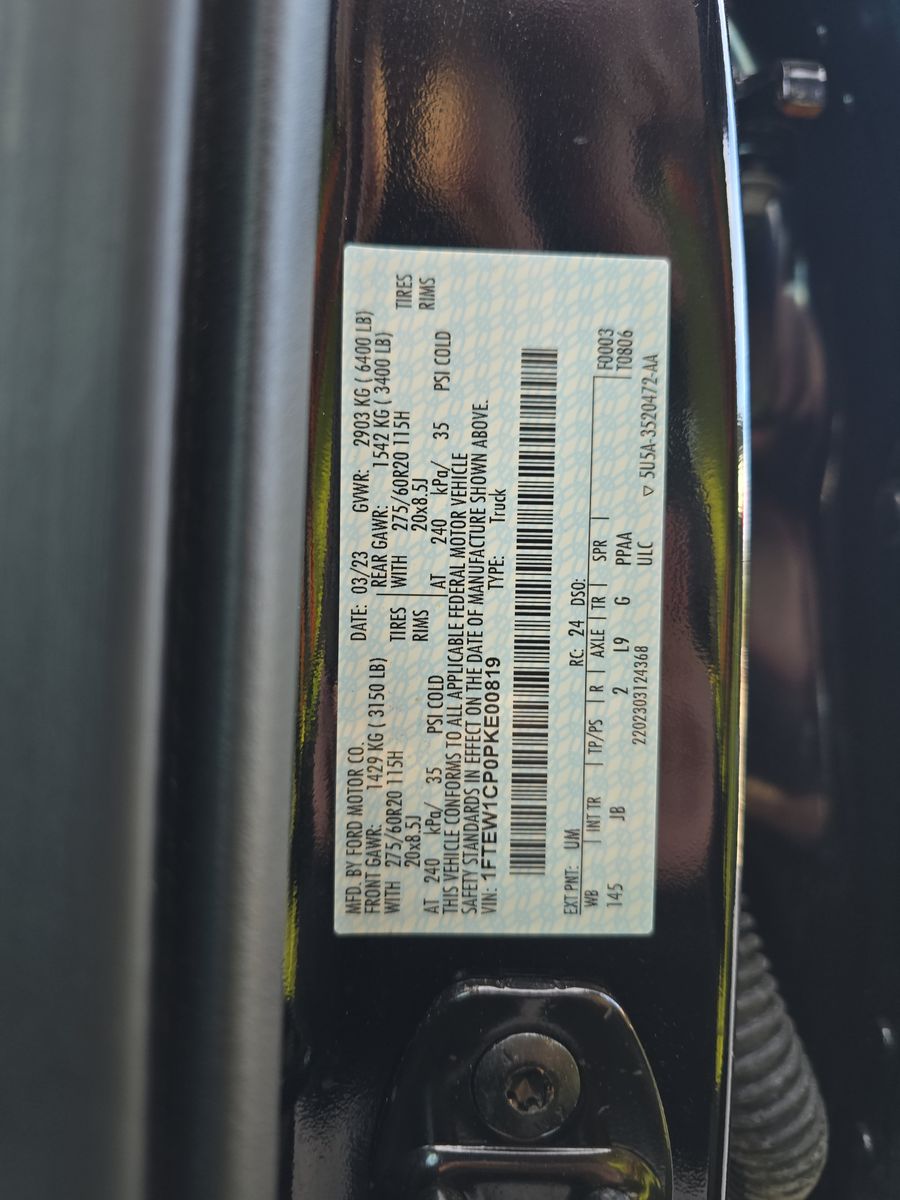 MFD. BY FORD MOTOR CO.
DATE: 03/23 GVWR: 2903 KG ( 6400 LB)
FRONT GAWR: 1429 KG ( 3150 LB) REAR GAWR: 1542 KG ( 3400 LB)
WITH 275/60R20 115H TIRES WITH 275/60R20 115H TIRES
20x8.5J RIMS 20x8.5J RIMS
AT 240 kPa/ 35 PSI COLD AT 240 kPa/ 35 PSI COLD
THIS VEHICLE CONFORMS TO ALL APPLICABLE FEDERAL MOTOR VEHICLE
SAFETY STANDARDS IN EFFECT ON THE DATE OF MANUFACTURE SHOWN ABOVE.
VIN: 1FTEW1CP0PKE00819 TYPE: Truck
EXT PNT: UM RC: 24 DSO:
WB INT TR TP/PS R AXLE TR SPR F0003
145 JB 2 L9 G PPAA T0806
2202303124368 ULC ▽ 5U5A-3520472-AA